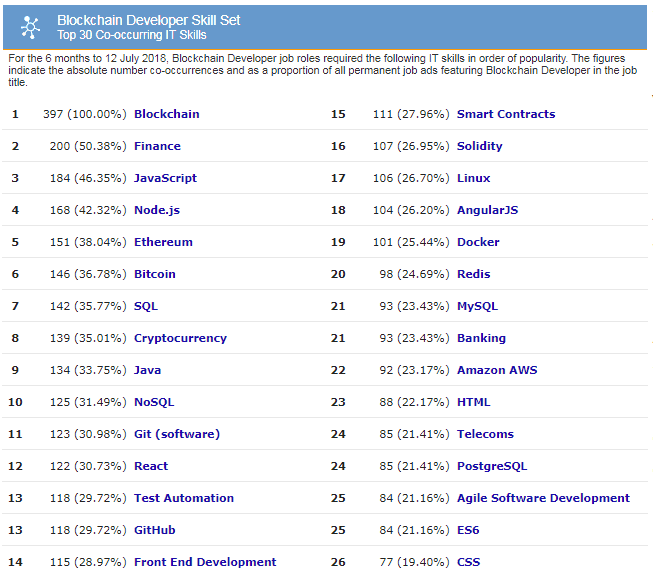 Blockchain Developer Skill Set
Top 30 Co-occurring IT Skills
For the 6 months to 12 July 2018, Blockchain Developer job roles required the following IT skills in order of popularity. The figures
indicate the absolute number co-occurrences and as a proportion of all permanent job ads featuring Blockchain Developer in the job
title.
1 397 (100.00%) Blockchain
2 200 (50.38%) Finance
3 184 (46.35%) JavaScript
4 168 (42.32%) Node.js
5 151 (38.04%) Ethereum
6 146 (36.78%) Bitcoin
7 142 (35.77%) SQL
8 139 (35.01%) Cryptocurrency
9 134 (33.75%) Java
10 125 (31.49%) NoSQL
11 123 (30.98%) Git (software)
12 122 (30.73%) React
13 118 (29.72%) Test Automation
13 118 (29.72%) GitHub
14 115 (28.97%) Front End Development
15 111 (27.96%) Smart Contracts
16 107 (26.95%) Solidity
17 106 (26.70%) Linux
18 104 (26.20%) AngularJS
19 101 (25.44%) Docker
20 98 (24.69%) Redis
21 93 (23.43%) MySQL
21 93 (23.43%) Banking
22 92 (23.17%) Amazon AWS
23 88 (22.17%) HTML
24 85 (21.41%) Telecoms
24 85 (21.41%) PostgreSQL
25 84 (21.16%) Agile Software Development
25 84 (21.16%) ES6
26 77 (19.40%) CSS